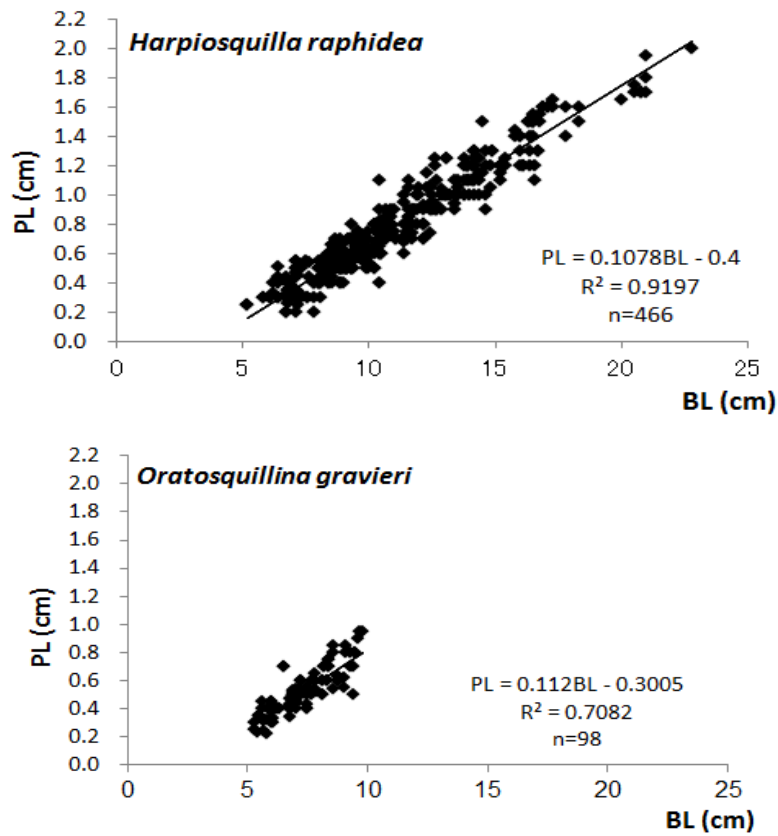 Harpiosquilla raphidea
2.2
2.0
1.8
1.6
1.4
1.2
1.0
0.8
0.6
0.4
0.2
0.0
PL (cm)
PL = 0.1078BL - 0.4
R² = 0.9197
n=466
0 5 10 15 20 25
BL (cm)
Oratosquillina gravieri
2.2
2.0
1.8
1.6
1.4
1.2
1.0
0.8
0.6
0.4
0.2
0.0
PL (cm)
PL = 0.112BL - 0.3005
R² = 0.7082
n=98
0 5 10 15 20 25
BL (cm)